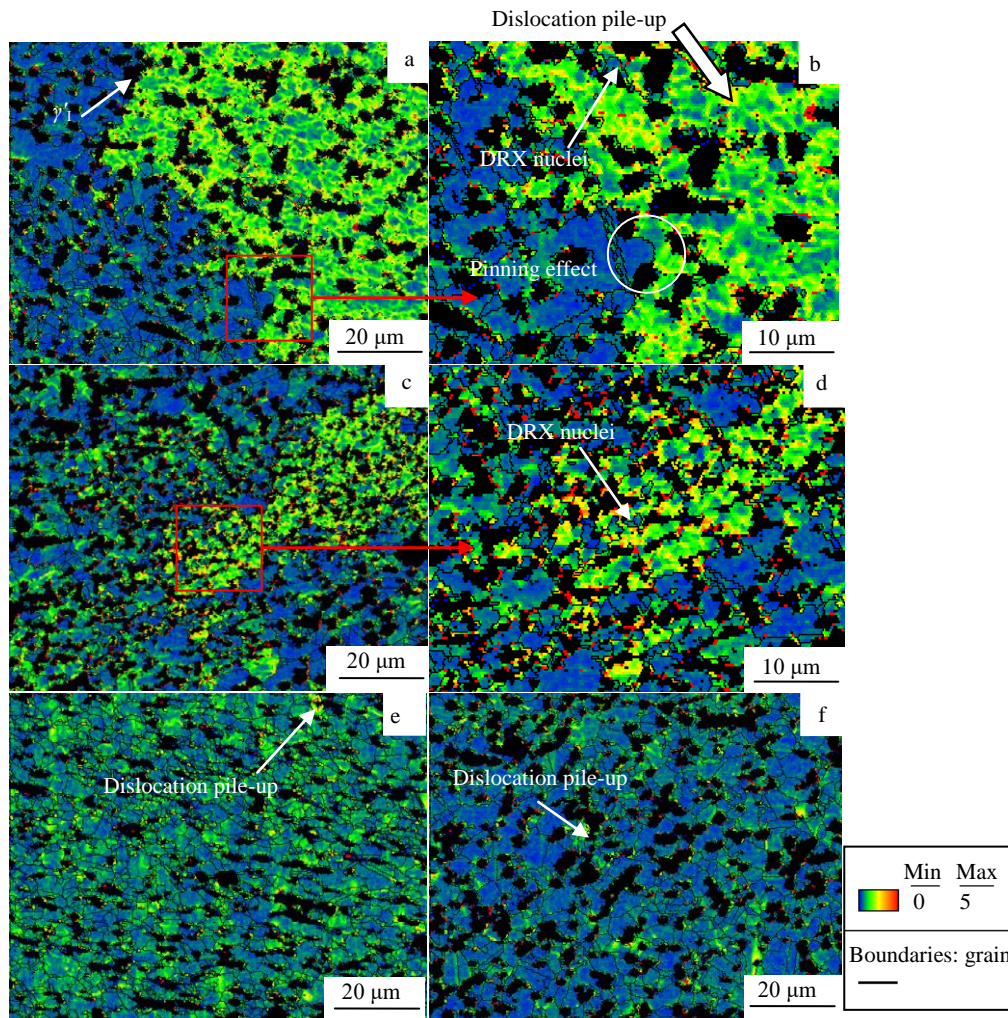 Dislocation pile-up
a
b
γ′1
DRX nuclei
Pinning effect
20 μm
10 μm
c
d
DRX nuclei
20 μm
10 μm
e
f
Dislocation pile-up
Dislocation pile-up
20 μm
20 μm
Min Max
0 5
Boundaries: grain